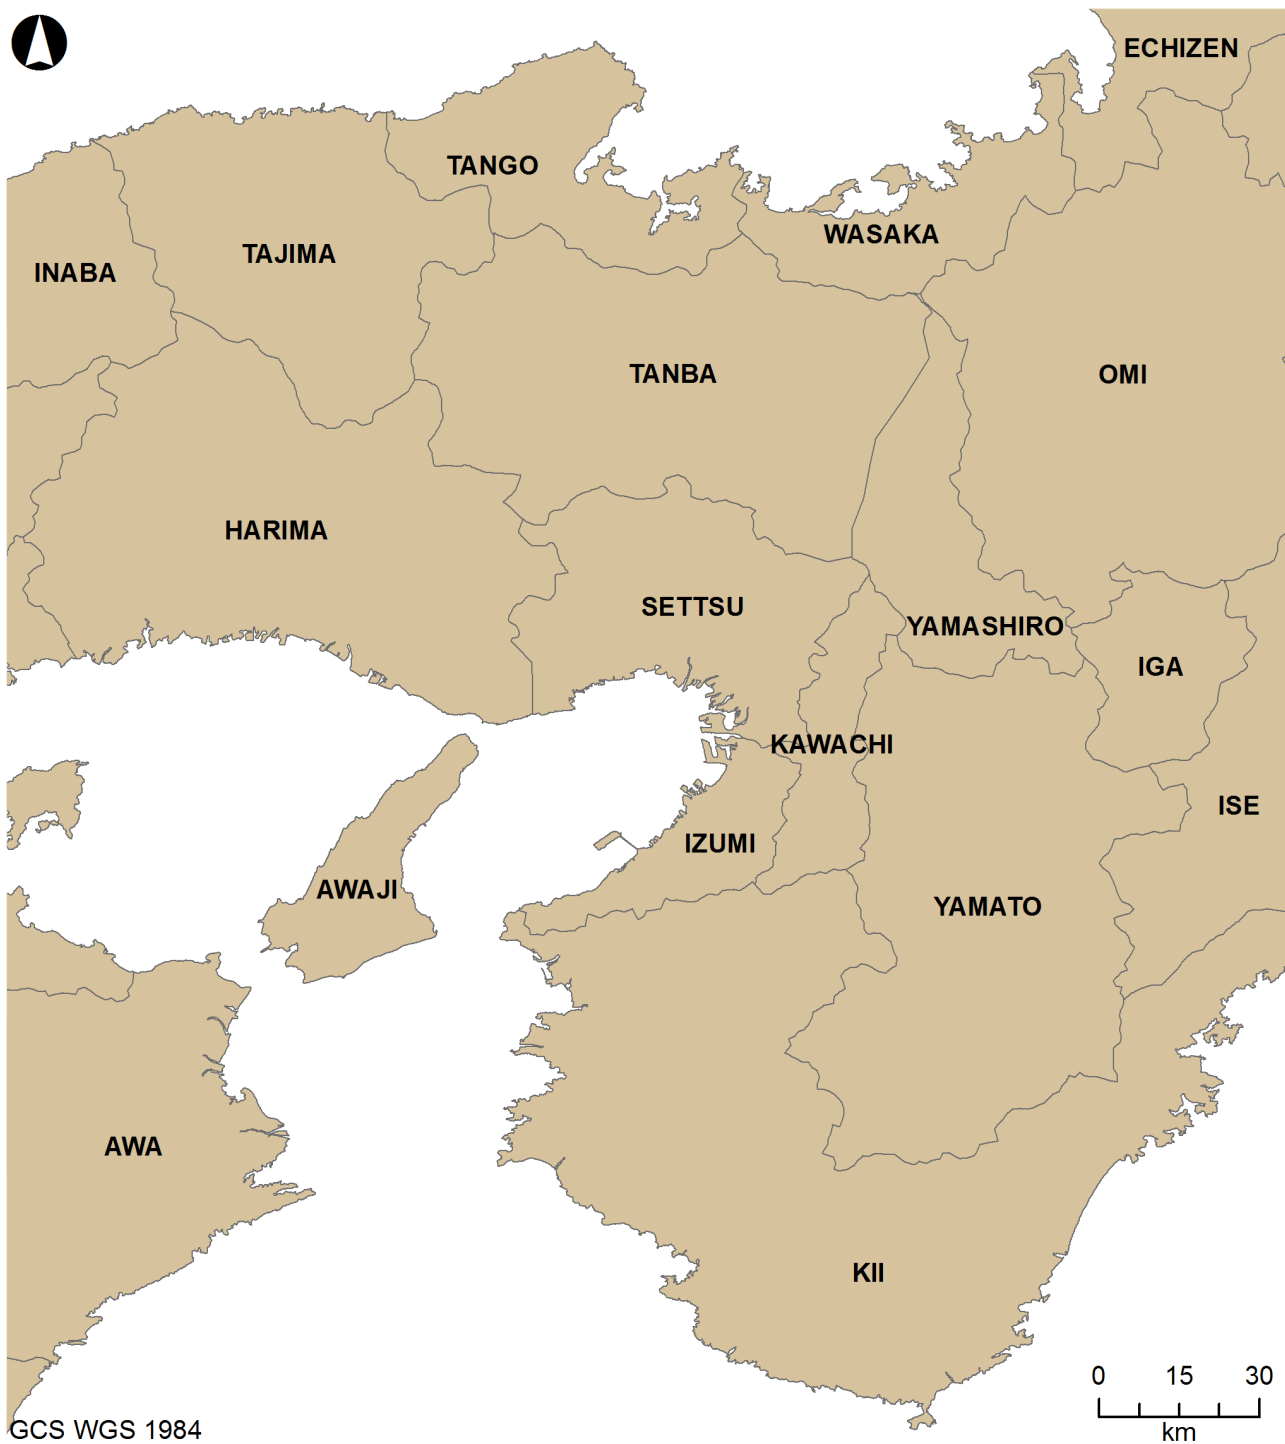 ECHIZEN
TANGO
WASAKA
TAJIMA
INABA
TANBA
OMI
HARIMA
SETTSU
YAMASHIRO
IGA
KAWACHI
ISE
IZUMI
AWAJI
YAMATO
AWA
KII
0 15 30
km
GCS WGS 1984